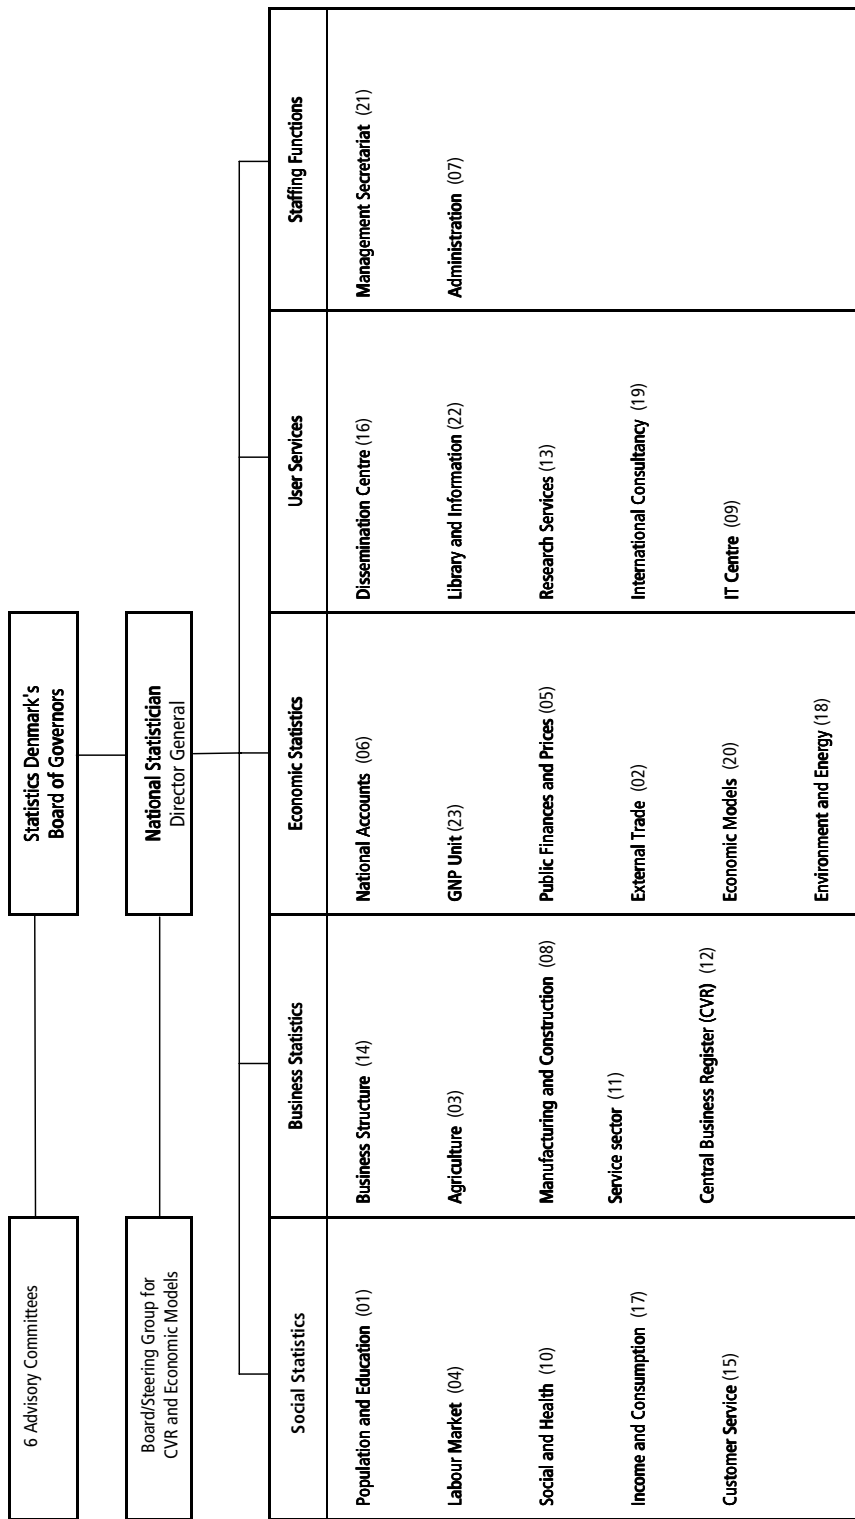 6 Advisory Committees
Statistics Denmark's
Board of Governors
Board/Steering Group for
CVR and Economic Models
National Statistician
Director General
Social Statistics
Population and Education (01)
Labour Market (04)
Social and Health (10)
Income and Consumption (17)
Customer Service (15)
Business Statistics
Business Structure (14)
Agriculture (03)
Manufacturing and Construction (08)
Service sector (11)
Central Business Register (CVR) (12)
Economic Statistics
National Accounts (06)
GNP Unit (23)
Public Finances and Prices (05)
External Trade (02)
Economic Models (20)
Environment and Energy (18)
User Services
Dissemination Centre (16)
Library and Information (22)
Research Services (13)
International Consultancy (19)
IT Centre (09)
Staffing Functions
Management Secretariat (21)
Administration (07)